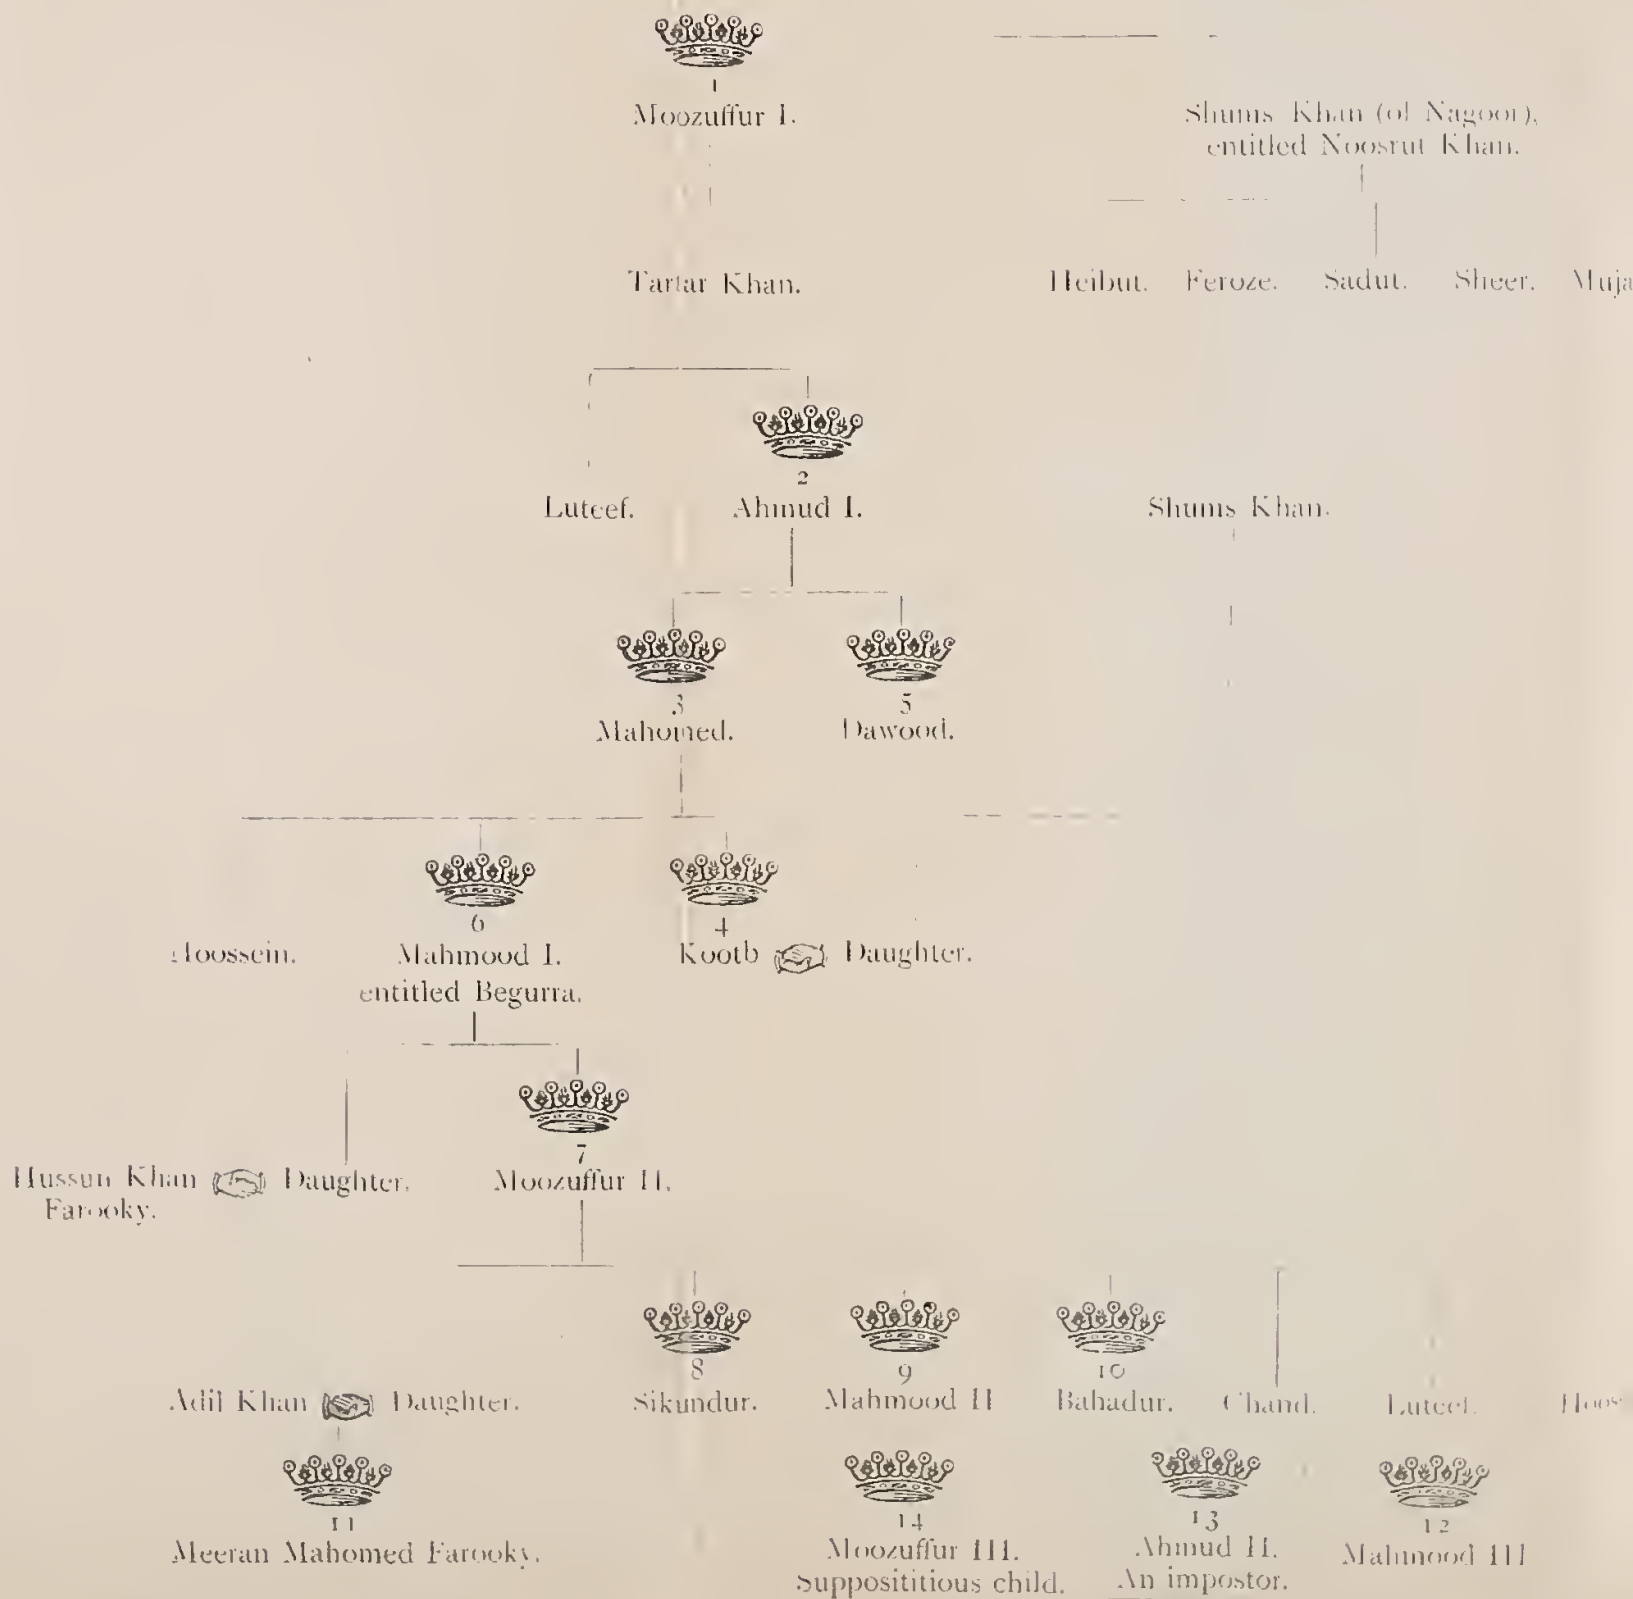 1
Moozuffur I.
Shums Khan (of Nagoor),
entitled Noosrut Khan.
Tartar Khan.
Heibut. Feroze. Sadut. Sheer. Muja
2
Luteef. Ahmud I. Shums Khan.
3 5
Mahomed. Dawood.
6 4
Hoossein. Mahmood I. Kootb Daughter.
entitled Begurra.
7
Hussun Khan Daughter. Moozuffur II.
Farooky.
8 9 10
Adil Khan Daughter. Sikundur. Mahmood II Bahadur. Chand. Luteef. Hoos
11 14 13 12
Meeran Mahomed Farooky. Moozuffur III. Ahmud II. Mahmood III
Supposititious child. An impostor.